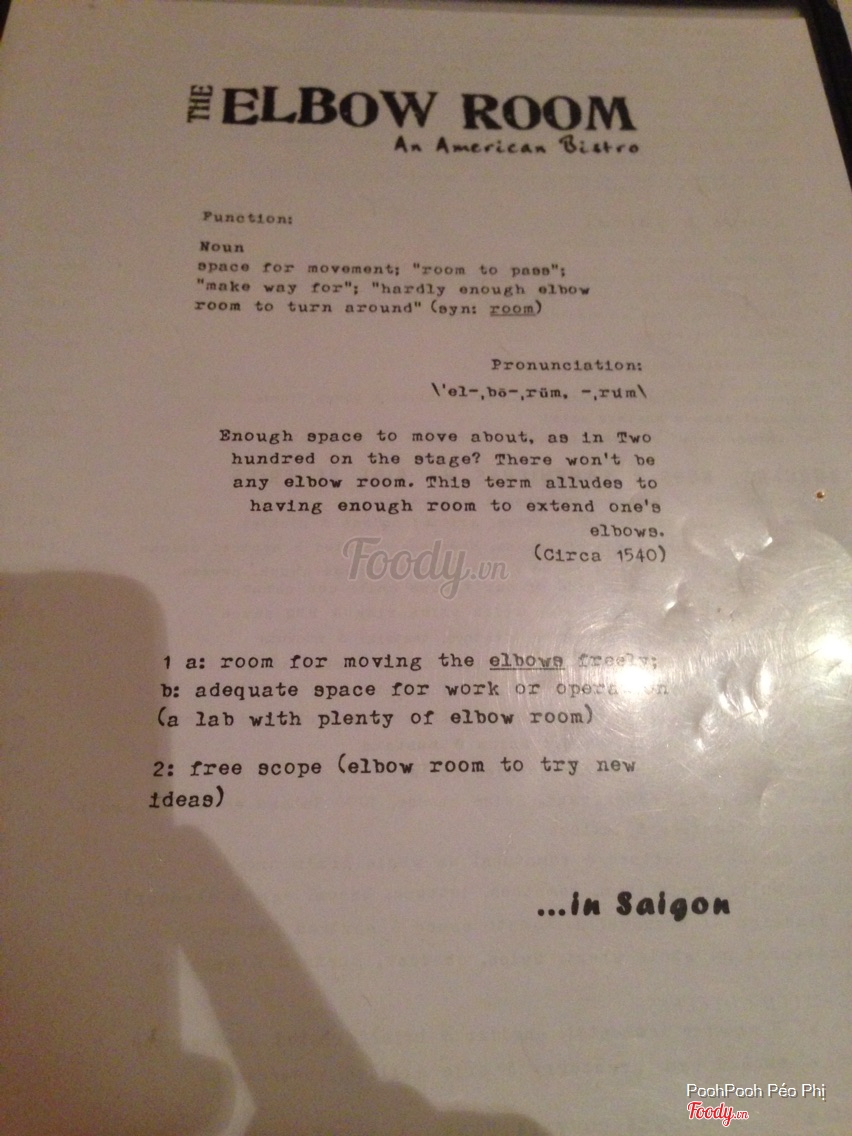 THE ELBOW ROOM
An American Bistro
Function:
Noun
space for movement; "room to pass";
"make way for"; "hardly enough elbow
room to turn around" (syn: room)
Pronunciation:
\'el-ˌbō-ˌrüm, -ˌru̇m\
Enough space to move about, as in Two
hundred on the stage? There won't be
any elbow room. This term alludes to
having enough room to extend one's
elbows.
(Circa 1540)
Foody.vn
1 a: room for moving the elbows freely;
b: adequate space for work or operation
(a lab with plenty of elbow room)
2: free scope (elbow room to try new
ideas)
...in Saigon
PoohPooh Péo Phị
Foody.vn